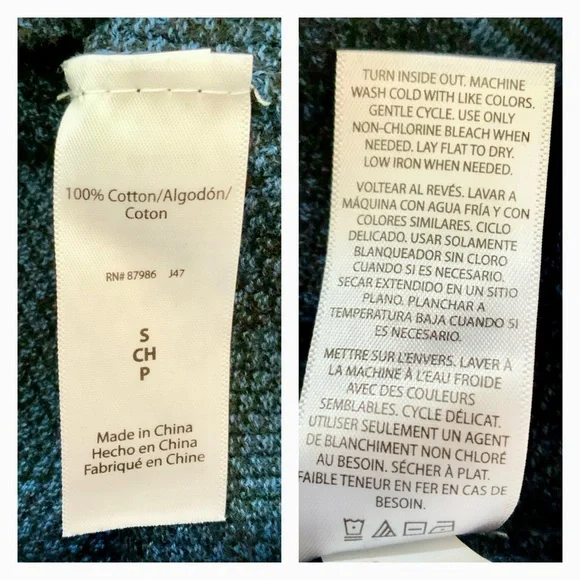 100% Cotton/Algodón/
Coton
RN# 87986 J47
S
CH
P
Made in China
Hecho en China
Fabriqué en Chine
TURN INSIDE OUT. MACHINE
WASH COLD WITH LIKE COLORS.
GENTLE CYCLE. USE ONLY
NON-CHLORINE BLEACH WHEN
NEEDED. LAY FLAT TO DRY.
LOW IRON WHEN NEEDED.
VOLTEAR AL REVÉS. LAVAR A
MÁQUINA CON AGUA FRÍA Y CON
COLORES SIMILARES. CICLO
DELICADO. USAR SOLAMENTE
BLANQUEADOR SIN CLORO
CUANDO SI ES NECESARIO.
SECAR EXTENDIDO EN UN SITIO
PLANO. PLANCHAR A
TEMPERATURA BAJA CUANDO SI
ES NECESARIO.
METTRE SUR L'ENVERS. LAVER À
LA MACHINE À L'EAU FROIDE
AVEC DES COULEURS
SEMBLABLES. CYCLE DÉLICAT.
UTILISER SEULEMENT UN AGENT
DE BLANCHIMENT NON CHLORÉ
AU BESOIN. SÉCHER À PLAT.
FAIBLE TENEUR EN FER EN CAS DE
BESOIN.